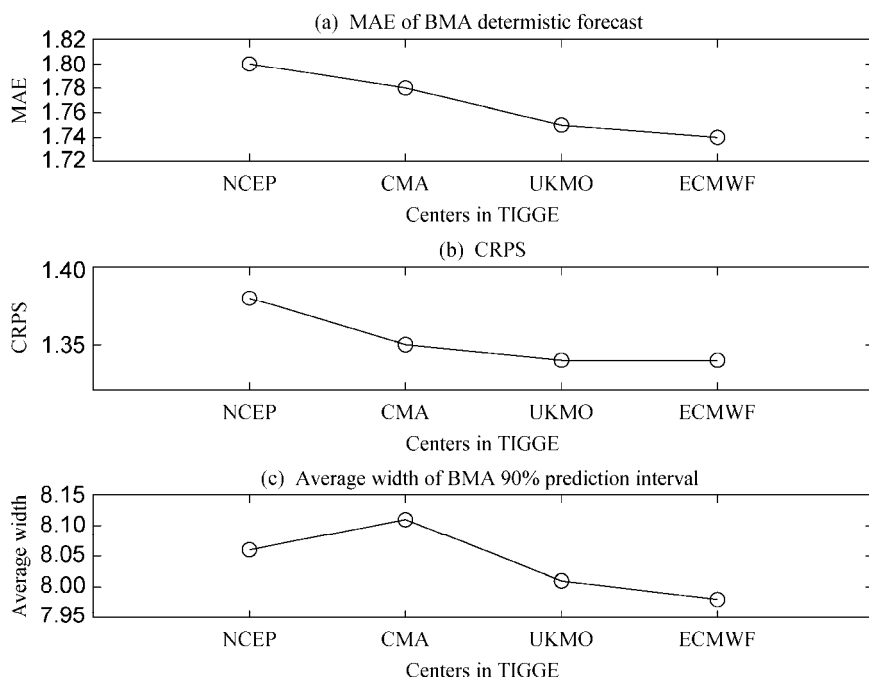 (a) MAE of BMA determistic forecast
1.82
1.80
1.78
1.76
1.74
1.72
MAE
NCEP CMA UKMO ECMWF
Centers in TIGGE
(b) CRPS
1.40
1.35
CRPS
NCEP CMA UKMO ECMWF
Centers in TIGGE
(c) Average width of BMA 90% prediction interval
8.15
8.10
8.05
8.00
7.95
Average width
NCEP CMA UKMO ECMWF
Centers in TIGGE